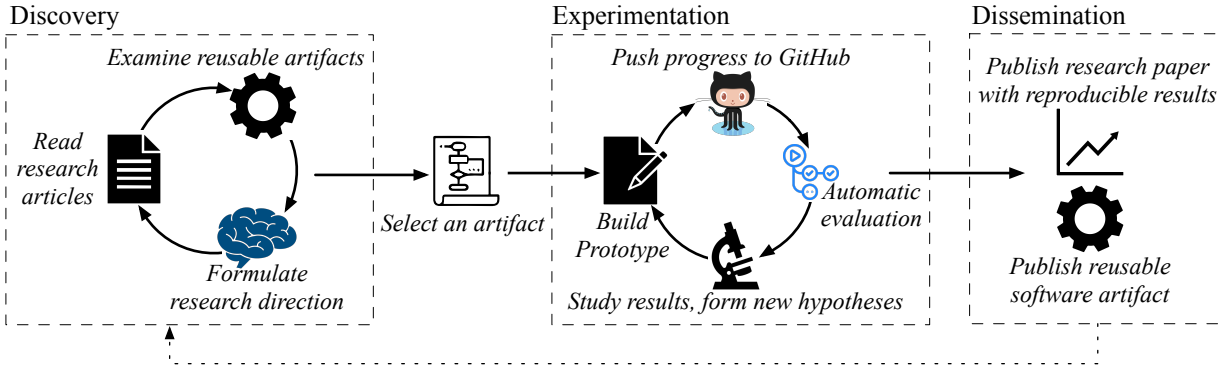 Discovery
Examine reusable artifacts
Read
research
articles
Formulate
research direction
Select an artifact
Experimentation
Push progress to GitHub
Automatic
evaluation
Build
Prototype
Study results, form new hypotheses
Dissemination
Publish research paper
with reproducible results
Publish reusable
software artifact